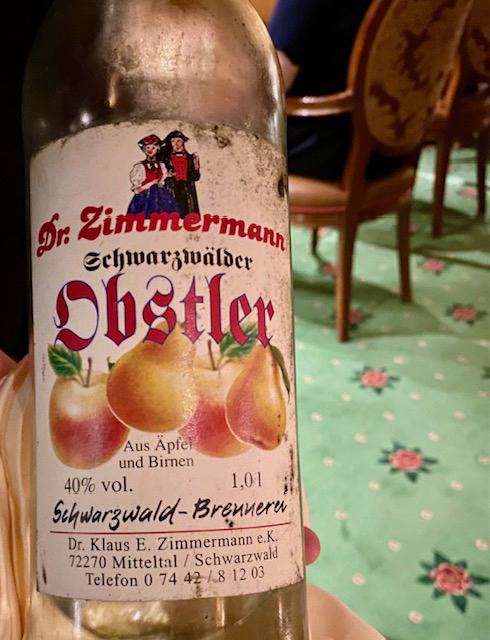 Dr. Zimmermann
Schwarzwälder
Obstler
Aus Äpfel
und Birnen
40% vol.
1,0 l
Schwarzwald-Brennerei
Dr. Klaus E. Zimmermann e.K.
72270 Mitteltal / Schwarzwald
Telefon 0 74 42 / 8 12 03